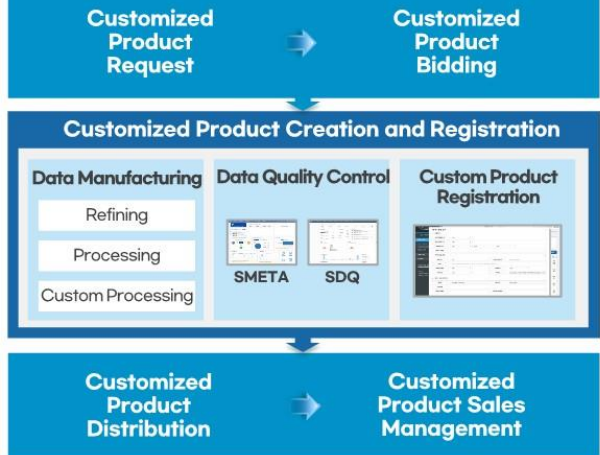 Customized
Product
Request
Customized
Product
Bidding
Customized Product Creation and Registration
Data Manufacturing
Refining
Processing
Custom Processing
Data Quality Control
SMETA
SDQ
Custom Product
Registration
Customized
Product
Distribution
Customized
Product Sales
Management